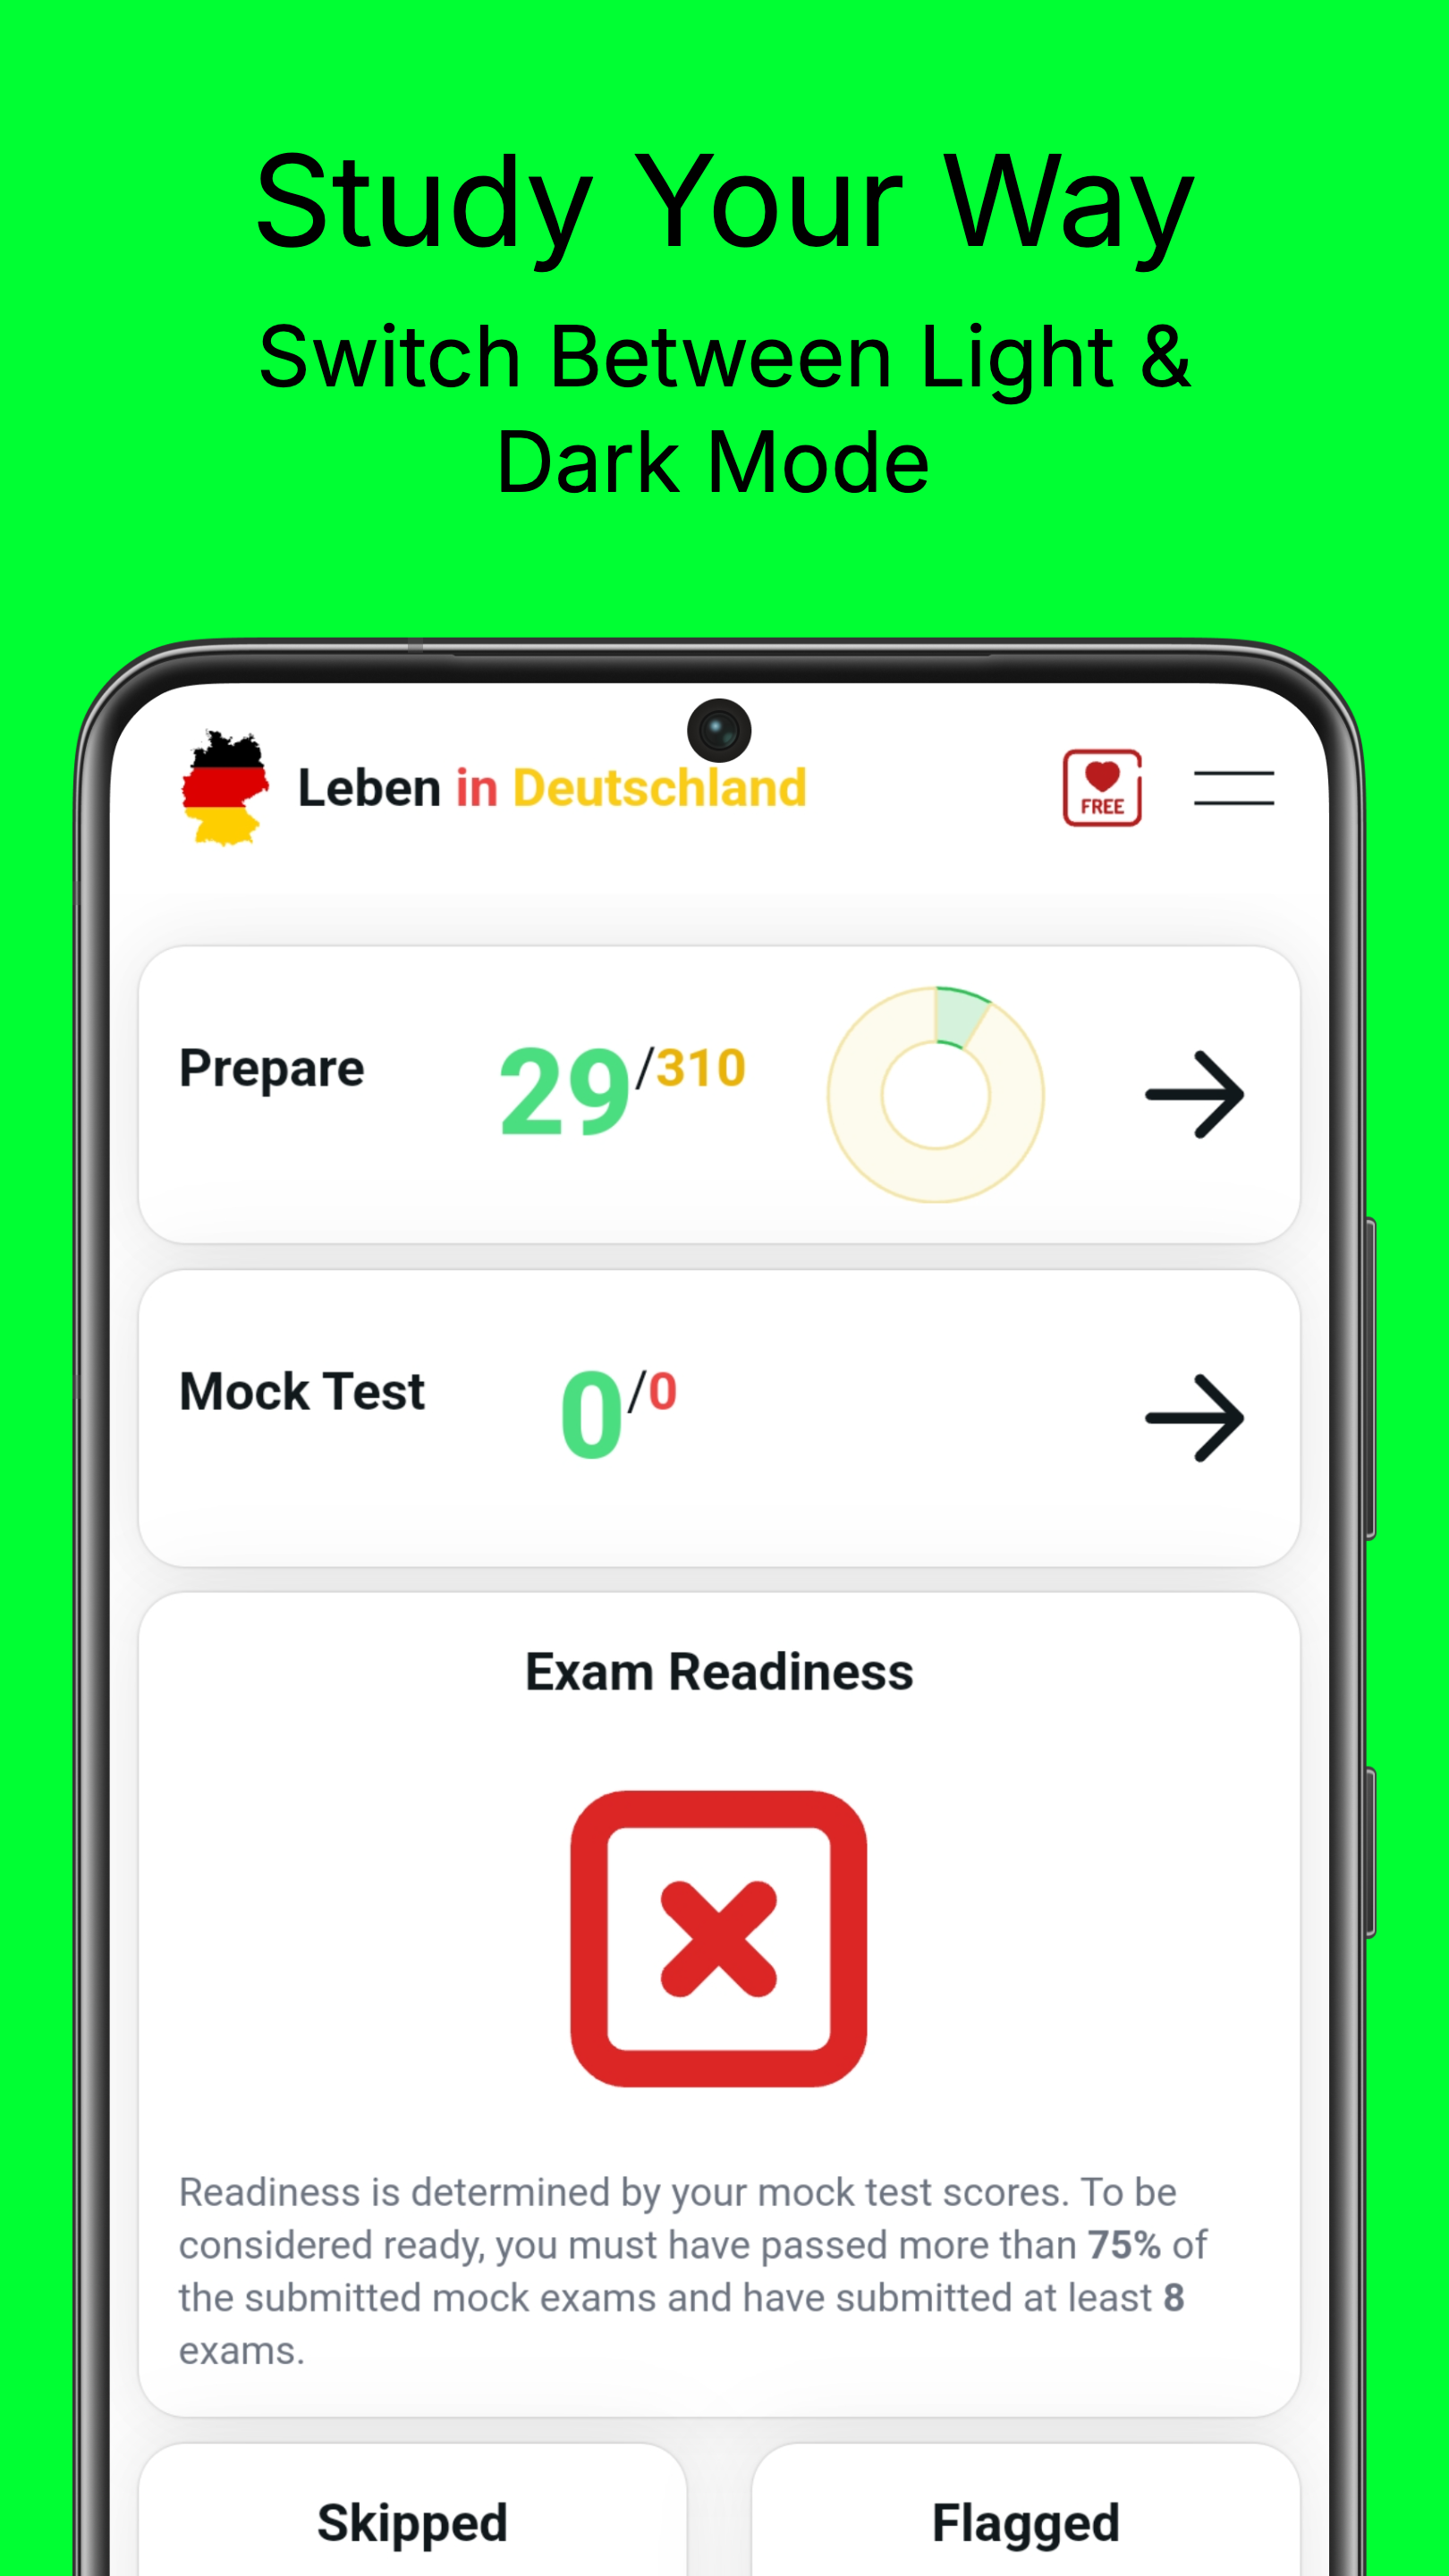 Study Your Way
Switch Between Light &
Dark Mode
Leben in Deutschland
FREE
Prepare
29/310
Mock Test
0/0
Exam Readiness
Readiness is determined by your mock test scores. To be
considered ready, you must have passed more than 75% of
the submitted mock exams and have submitted at least 8
exams.
Skipped
Flagged